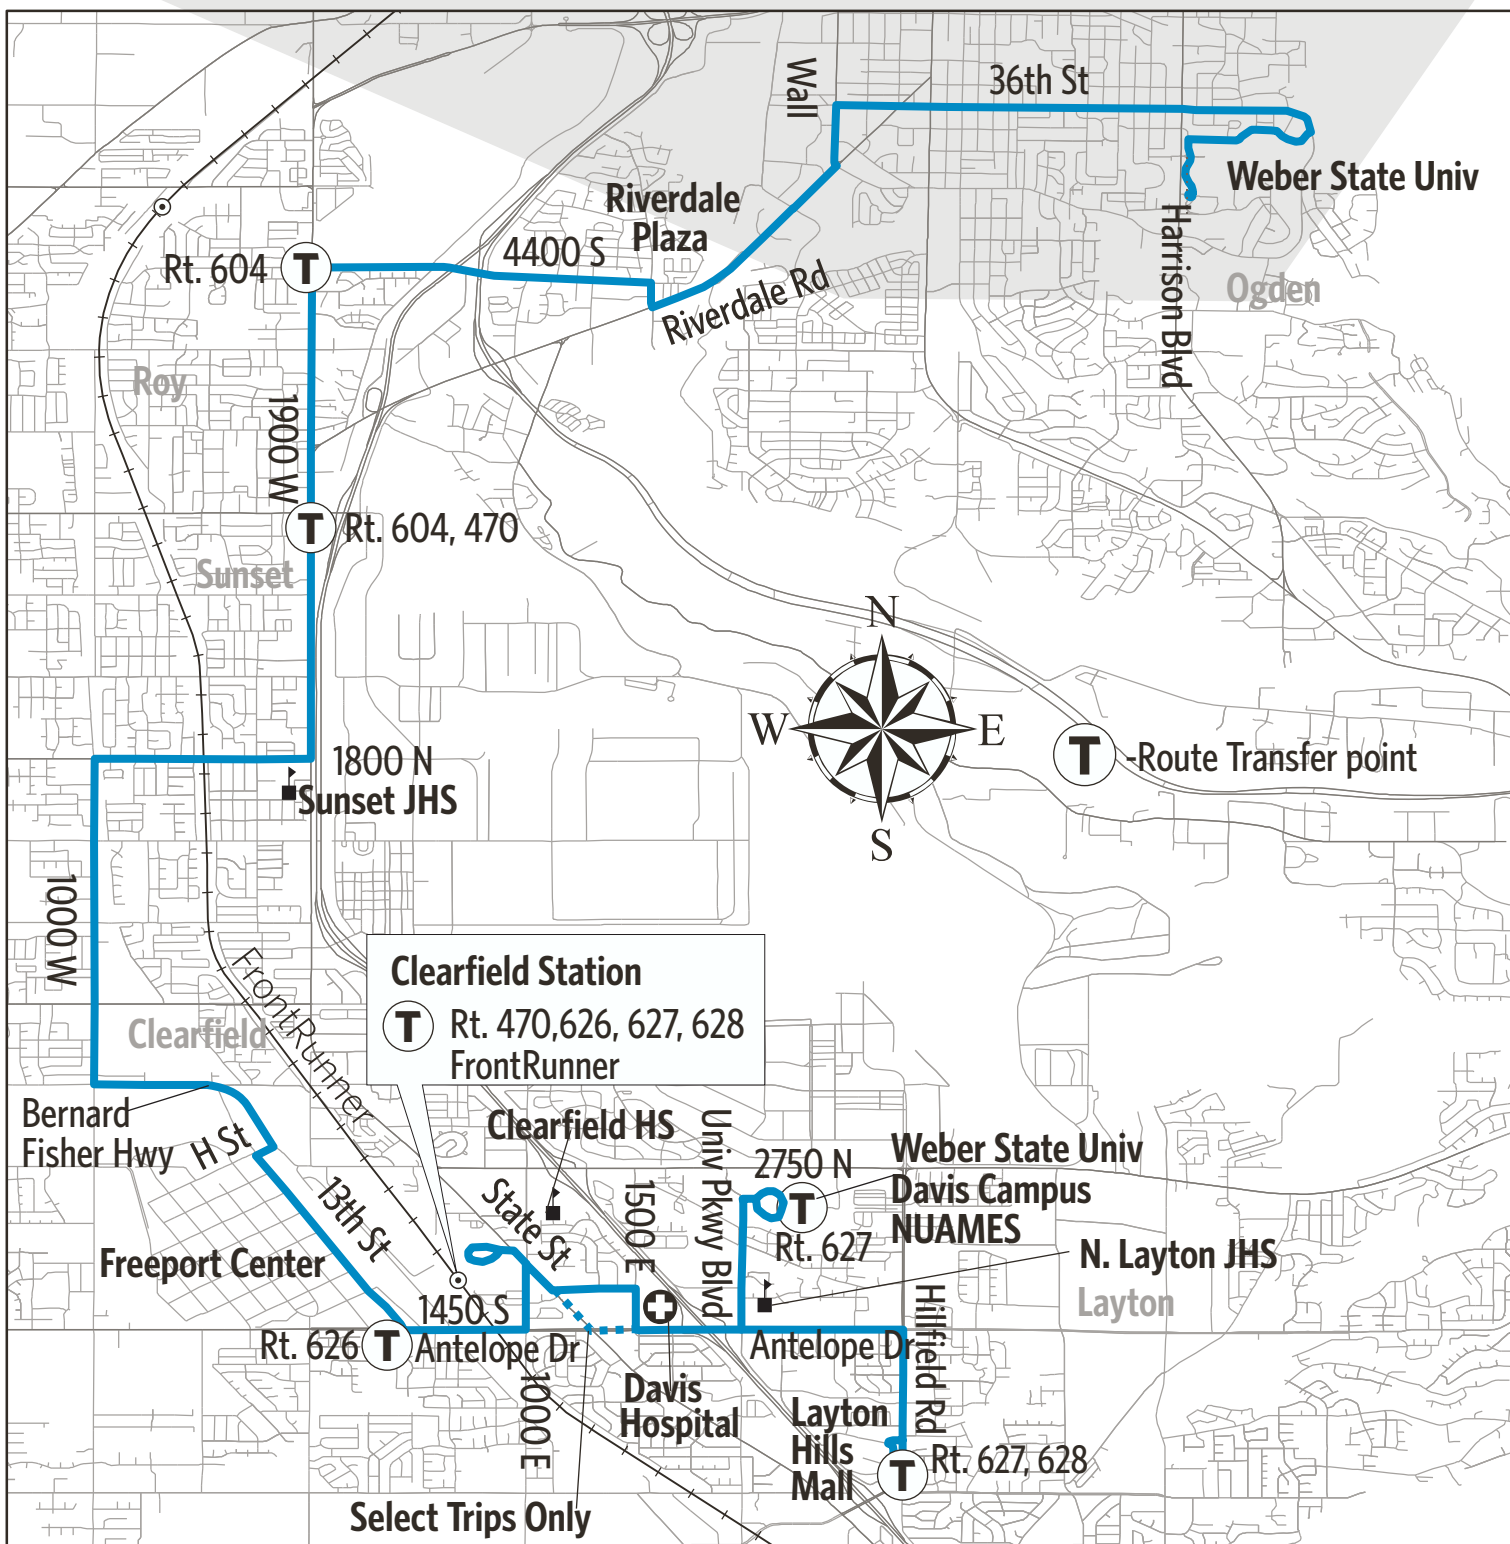 Wall
36th St
Weber State Univ
Riverdale
Plaza
4400 S
Rt. 604
T
Riverdale Rd
Harrison Blvd
Ogden
Roy
1900 W
T
Rt. 604, 470
Sunset
N
W
E
S
T
-Route Transfer point
1800 N
Sunset JHS
1000 W
FrontRunner
Clearfield Station
T
Rt. 470,626, 627, 628
FrontRunner
Clearfield
Bernard
Fisher Hwy
H St
13th St
Clearfield HS
State St
1500 E
Univ Pkwy Blvd
2750 N
T
Rt. 627
Weber State Univ
Davis Campus
NUAMES
N. Layton JHS
Layton
Freeport Center
1450 S
Rt. 626
T
Antelope Dr
1000 E
Antelope Dr
Hillfield Rd
Davis
Hospital
Layton
Hills
Mall
T
Rt. 627, 628
Select Trips Only